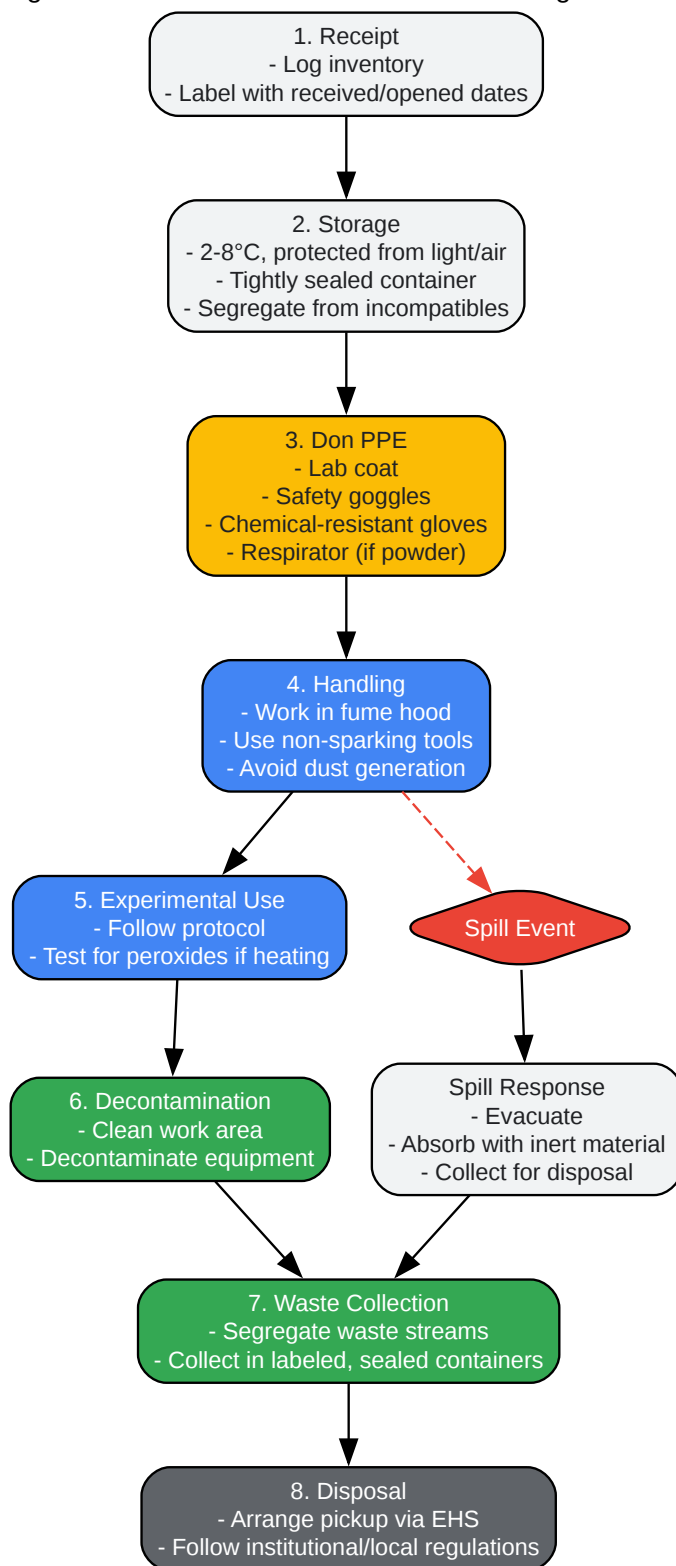 1. Receipt
- Log inventory
- Label with received/opened dates
2. Storage
- 2-8°C, protected from light/air
- Tightly sealed container
- Segregate from incompatibles
3. Don PPE
- Lab coat
- Safety goggles
- Chemical-resistant gloves
- Respirator (if powder)
4. Handling
- Work in fume hood
- Use non-sparking tools
- Avoid dust generation
5. Experimental Use
- Follow protocol
- Test for peroxides if heating
Spill Event
6. Decontamination
- Clean work area
- Decontaminate equipment
Spill Response
- Evacuate
- Absorb with inert material
- Collect for disposal
7. Waste Collection
- Segregate waste streams
- Collect in labeled, sealed containers
8. Disposal
- Arrange pickup via EHS
- Follow institutional/local regulations